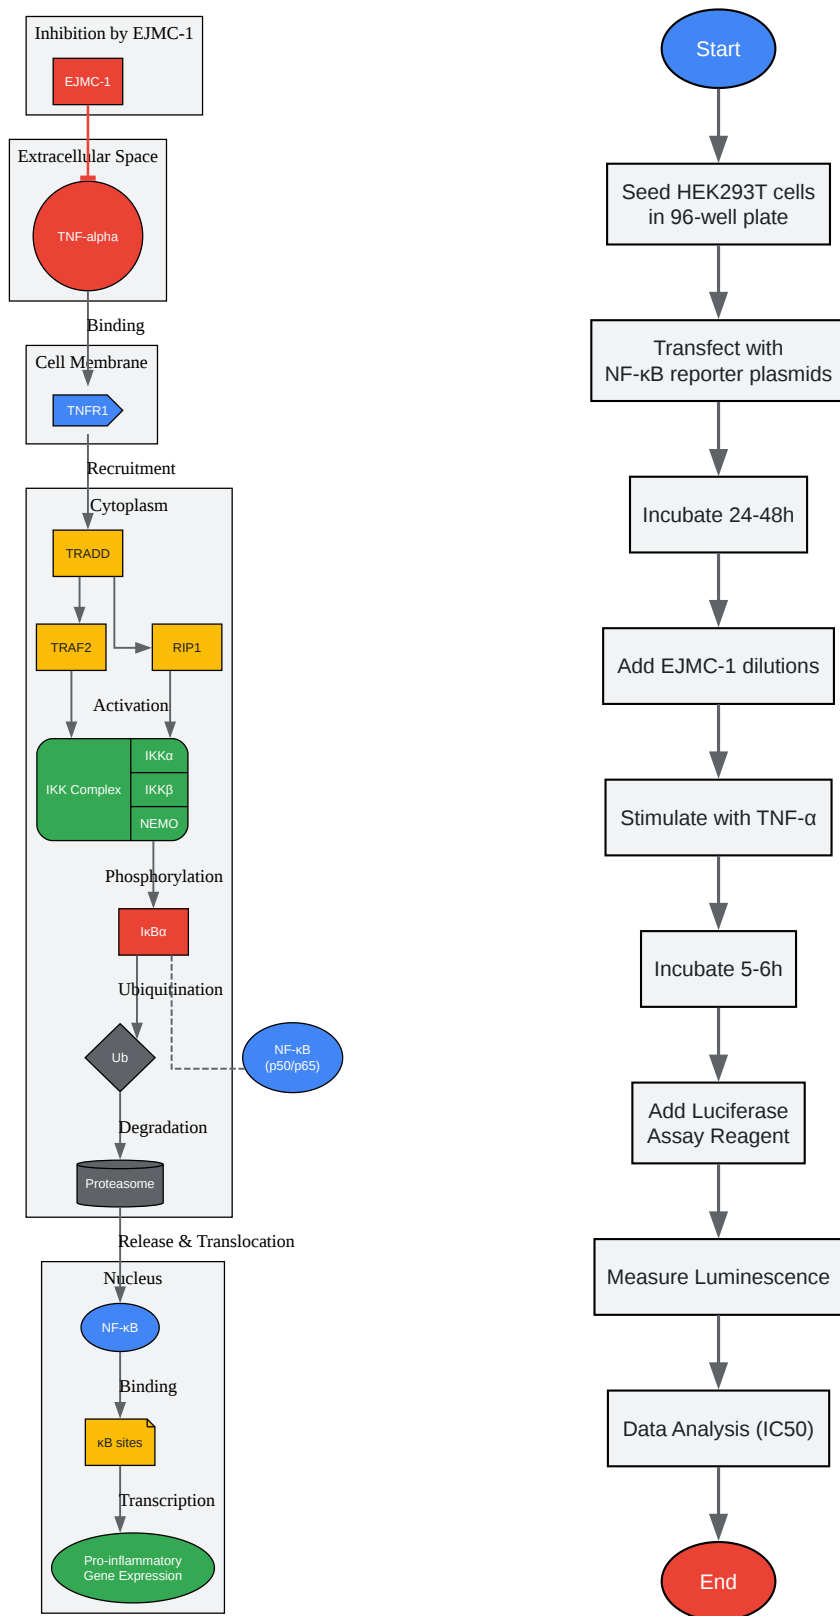 Inhibition by EJMC-1
EJMC-1
Extracellular Space
TNF-alpha
Binding
Cell Membrane
TNFR1
Recruitment
Cytoplasm
TRADD
TRAF2
RIP1
Activation
IKK Complex
IKKα
IKKβ
NEMO
Phosphorylation
IκBα
Ubiquitination
Ub
NF-κB
(p50/p65)
Degradation
Proteasome
Release & Translocation
Nucleus
NF-κB
Binding
κB sites
Transcription
Pro-inflammatory
Gene Expression
Start
Seed HEK293T cells
in 96-well plate
Transfect with
NF-κB reporter plasmids
Incubate 24-48h
Add EJMC-1 dilutions
Stimulate with TNF-α
Incubate 5-6h
Add Luciferase
Assay Reagent
Measure Luminescence
Data Analysis (IC50)
End